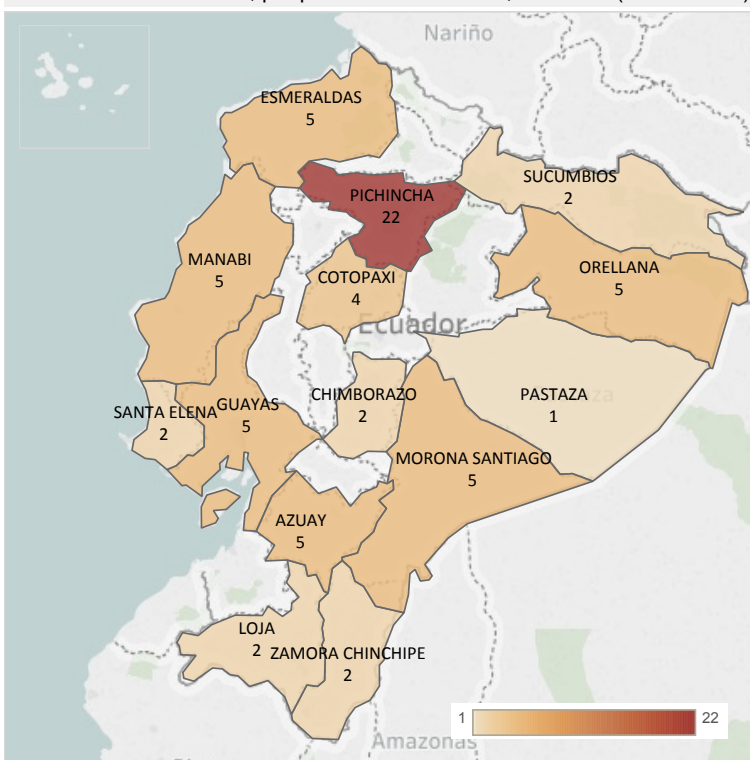 Nariño
ESMERALDAS
5
SUCUMBIOS
2
PICHINCHA
22
MANABI
5
COTOPAXI
4
ORELLANA
5
Ecuador
SANTA ELENA
2
GUAYAS
5
CHIMBORAZO
2
PASTAZA
1
MORONA SANTIAGO
5
AZUAY
5
LOJA
2
ZAMORA CHINCHIPE
2
1
22
Amazonas